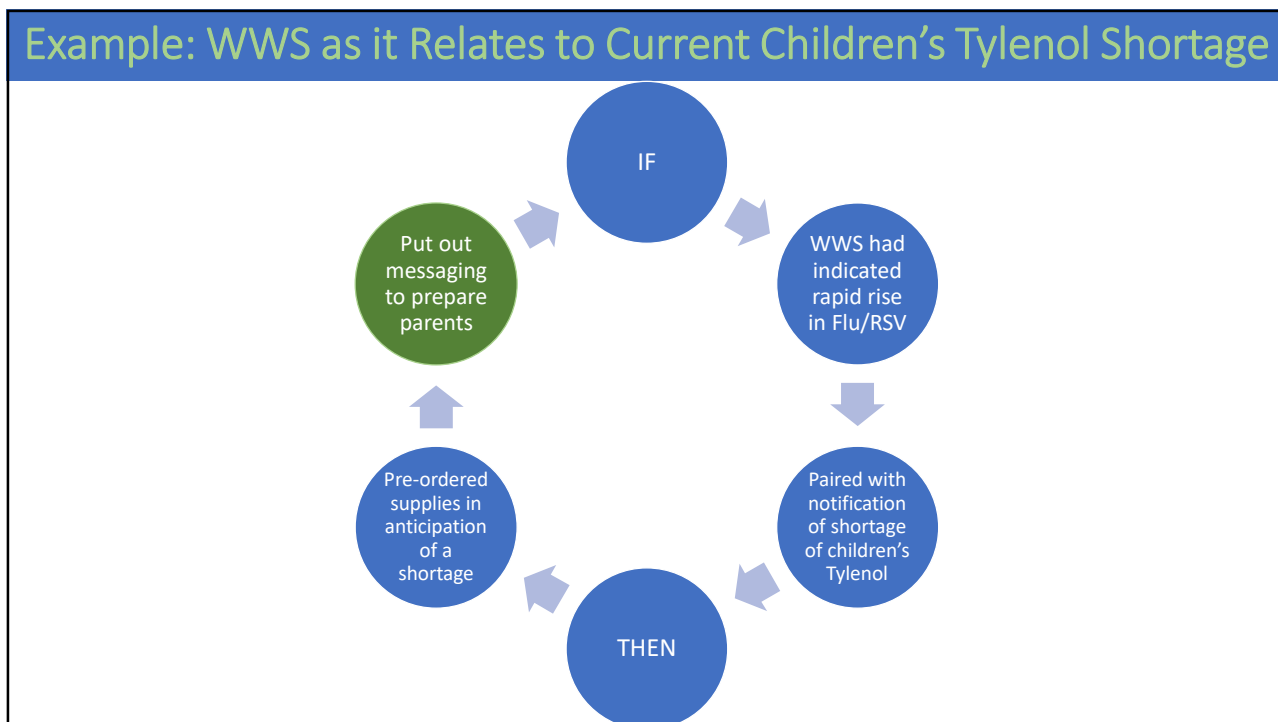 Example: WWS as it Relates to Current Children’s Tylenol Shortage
IF
WWS had
indicated
rapid rise
in Flu/RSV
Paired with
notification
of shortage
of children’s
Tylenol
THEN
Pre-ordered
supplies in
anticipation
of a
shortage
Put out
messaging
to prepare
parents